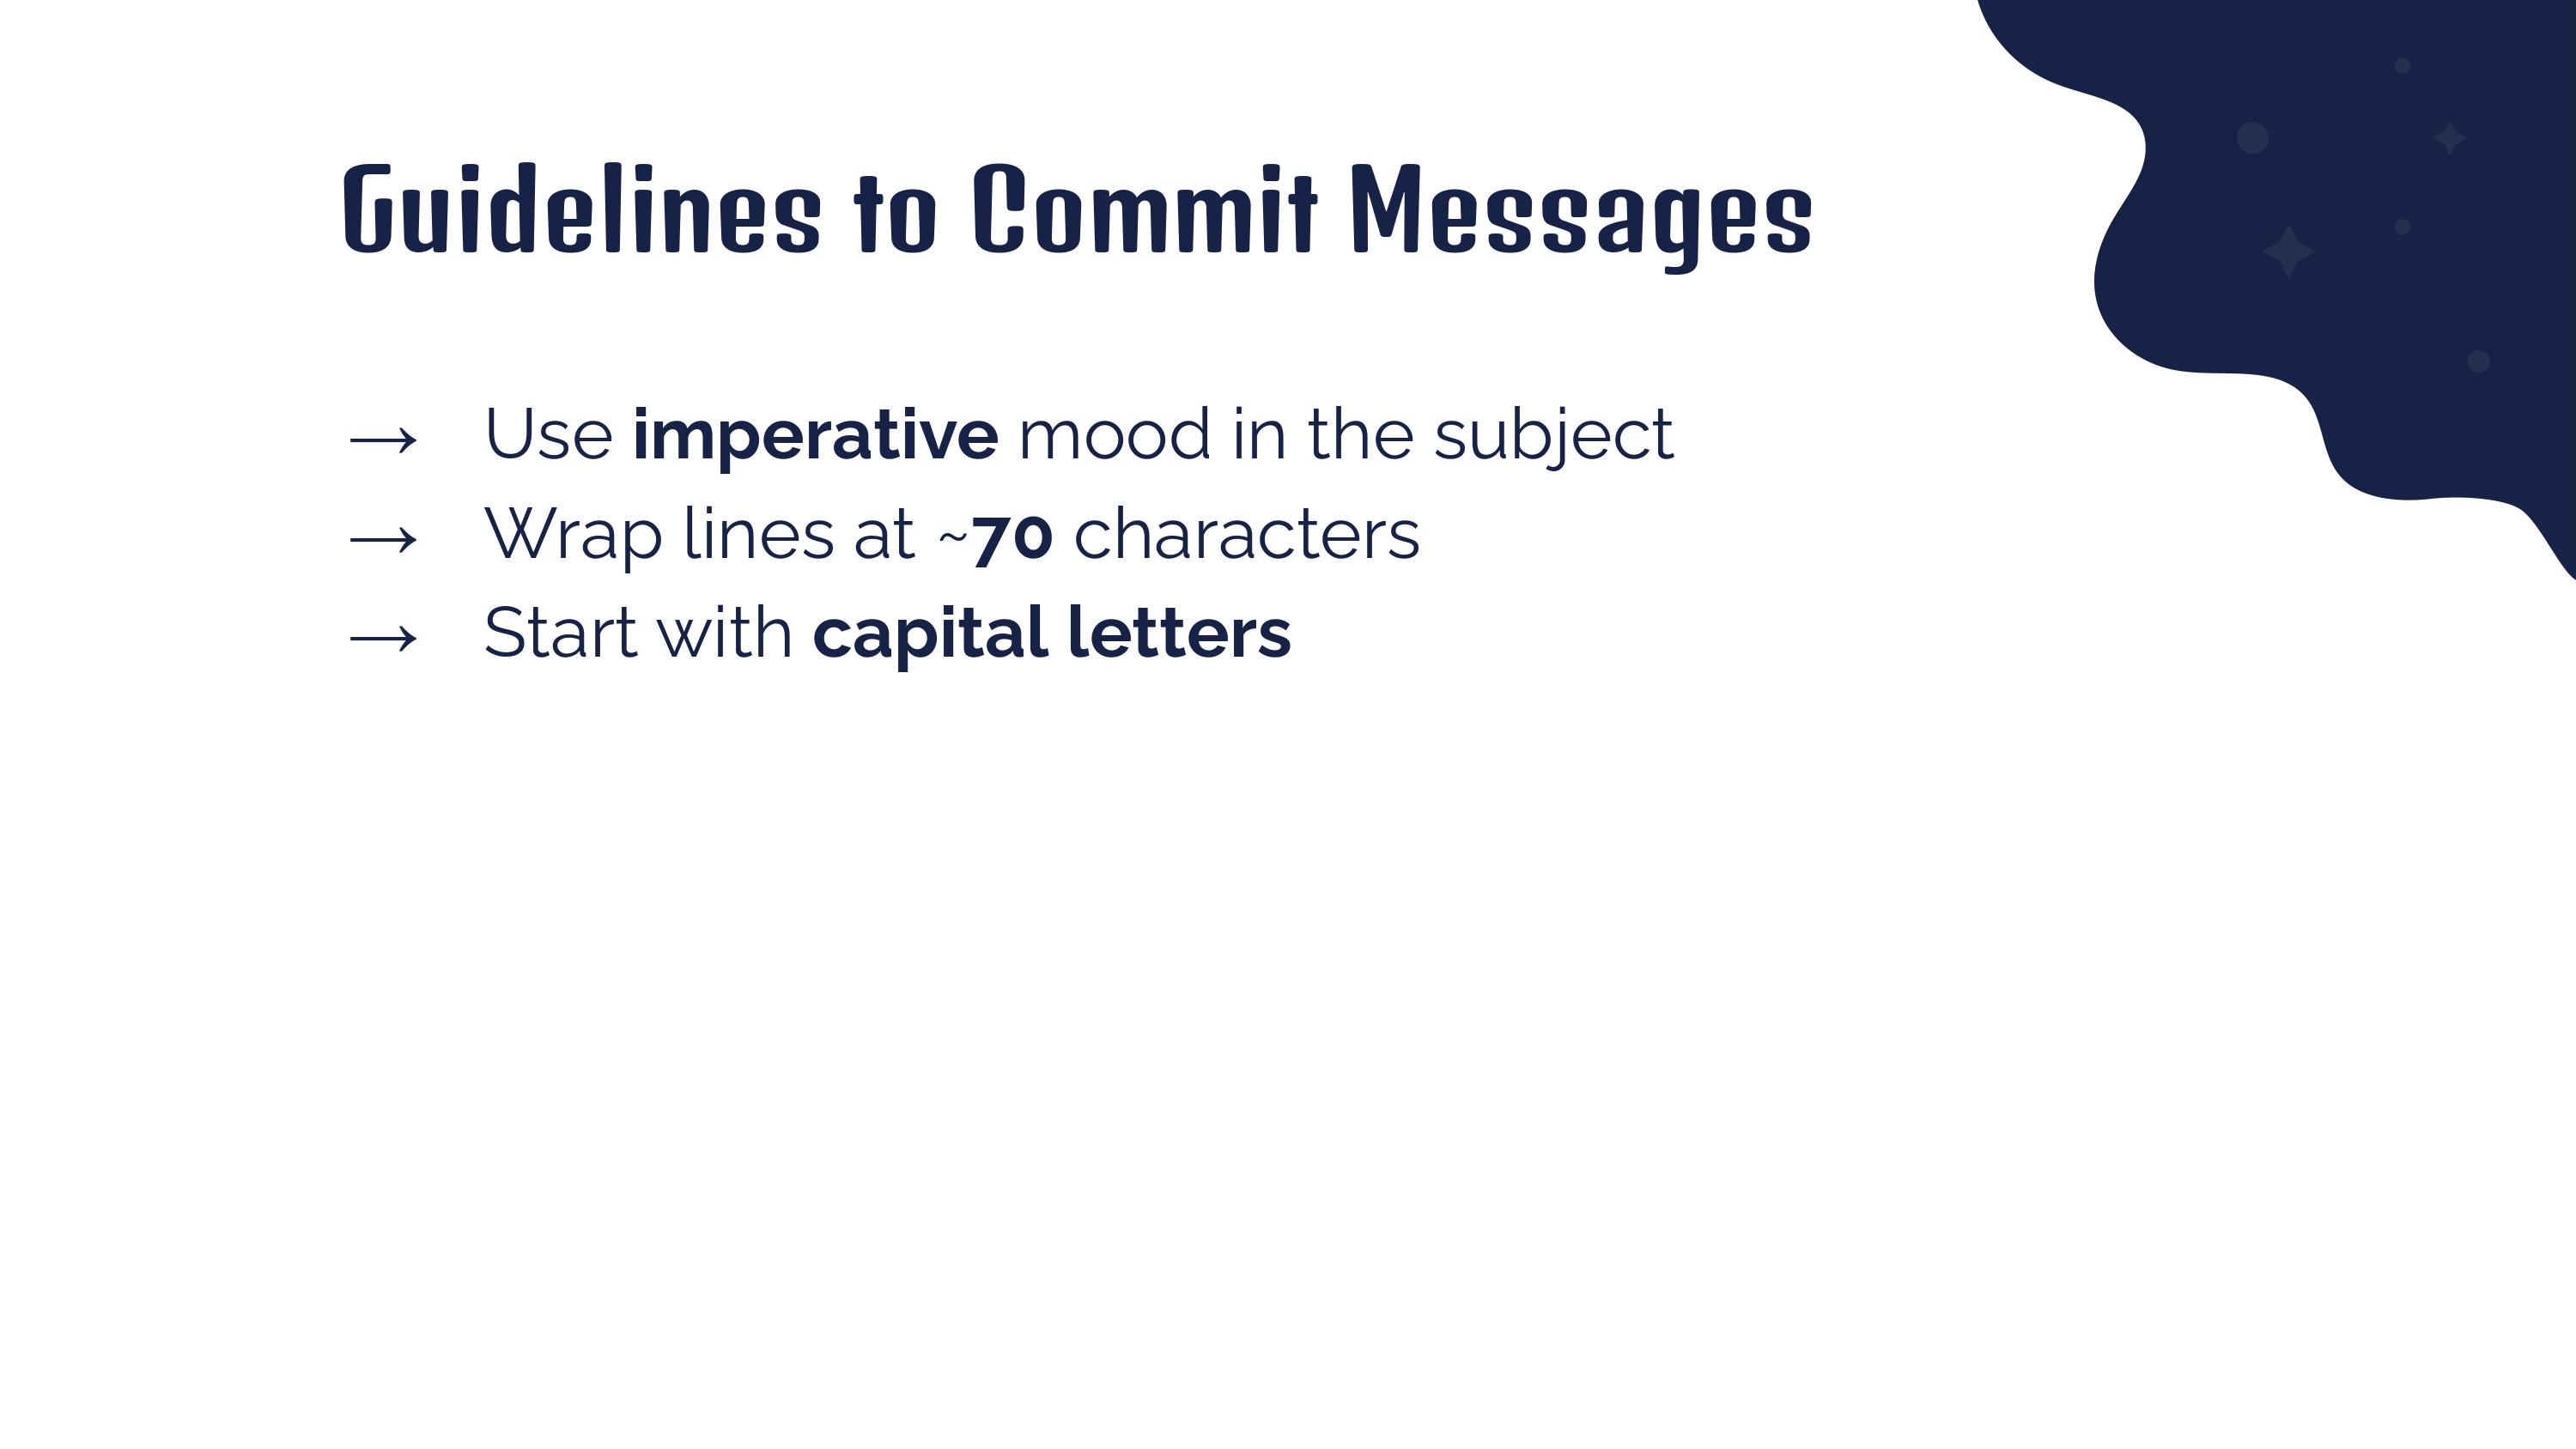 Guidelines to Commit Messages
→ Use imperative mood in the subject
→ Wrap lines at ~70 characters
→ Start with capital letters